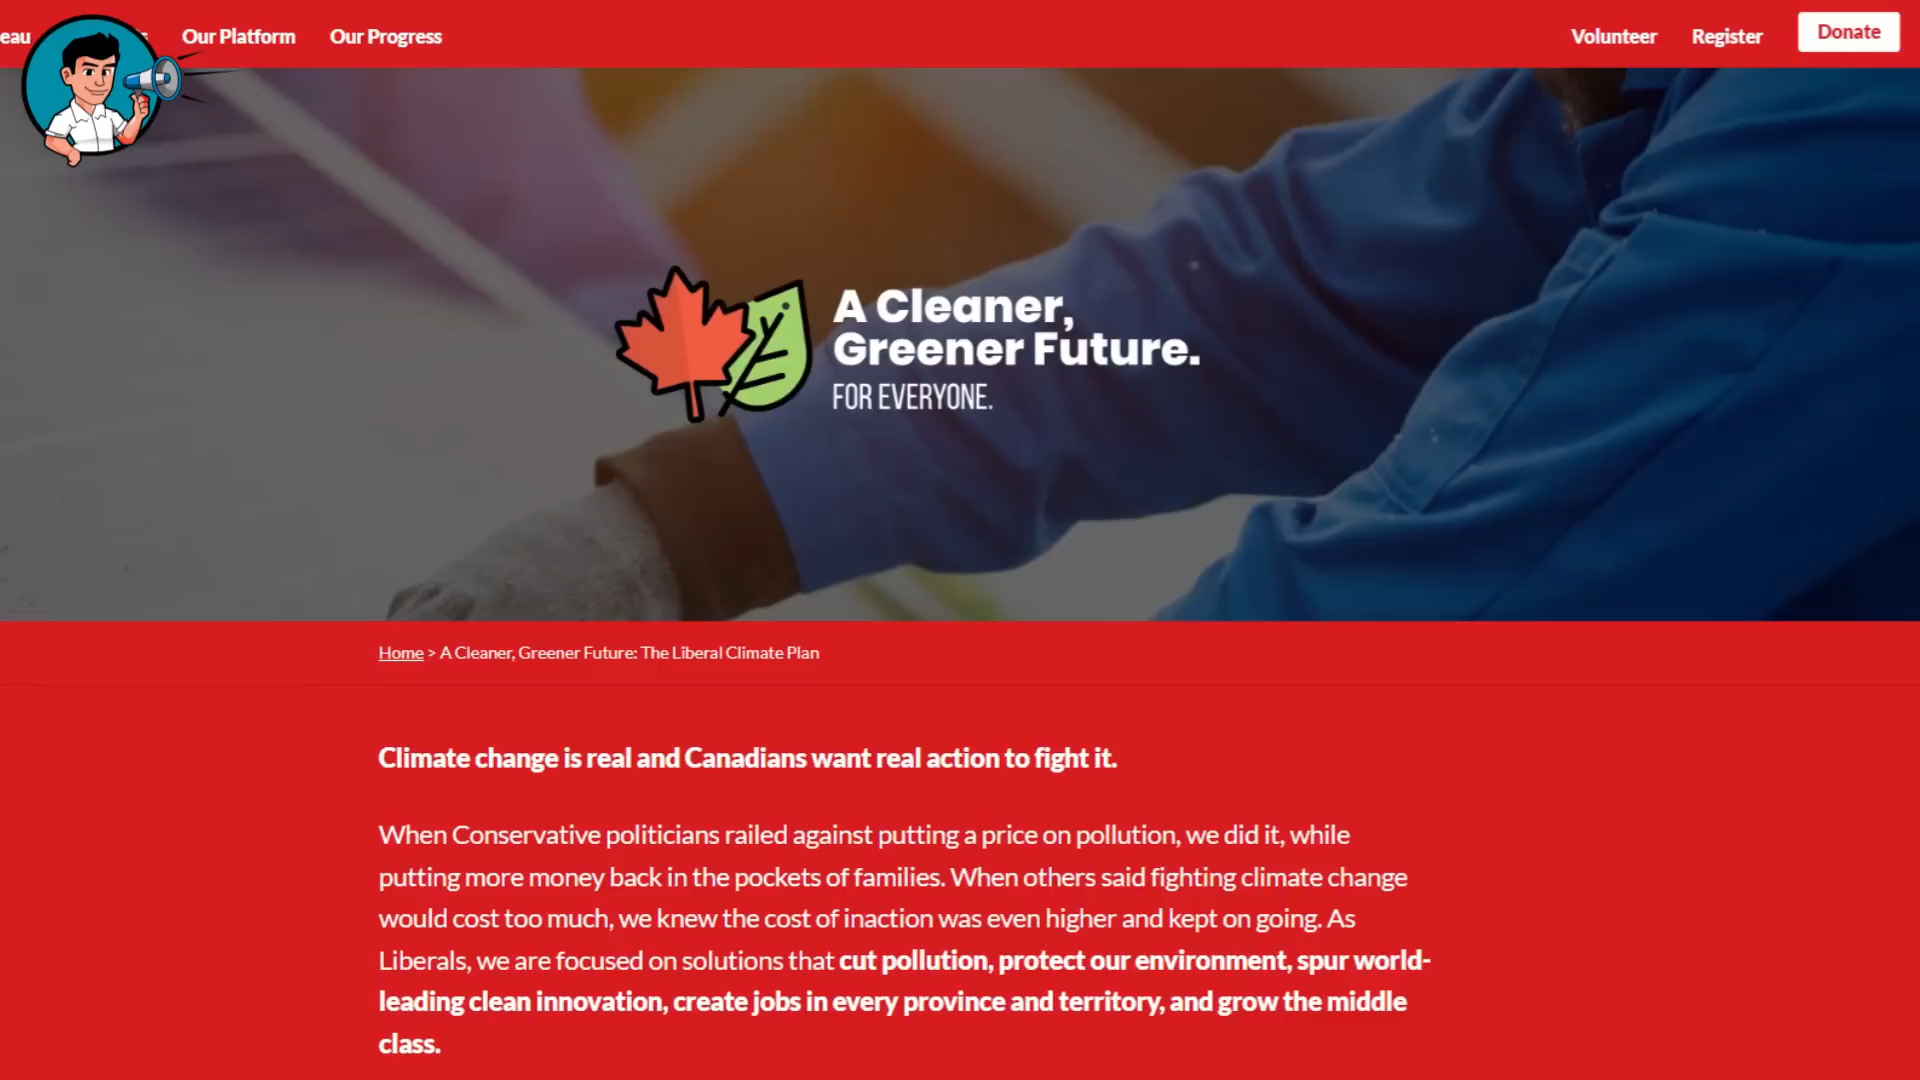 eau
Our Platform
Our Progress
Volunteer
Register
Donate
A Cleaner,
Greener Future.
FOR EVERYONE.
Home > A Cleaner, Greener Future: The Liberal Climate Plan
Climate change is real and Canadians want real action to fight it.
When Conservative politicians railed against putting a price on pollution, we did it, while
putting more money back in the pockets of families. When others said fighting climate change
would cost too much, we knew the cost of inaction was even higher and kept on going. As
Liberals, we are focused on solutions that cut pollution, protect our environment, spur world-
leading clean innovation, create jobs in every province and territory, and grow the middle
class.